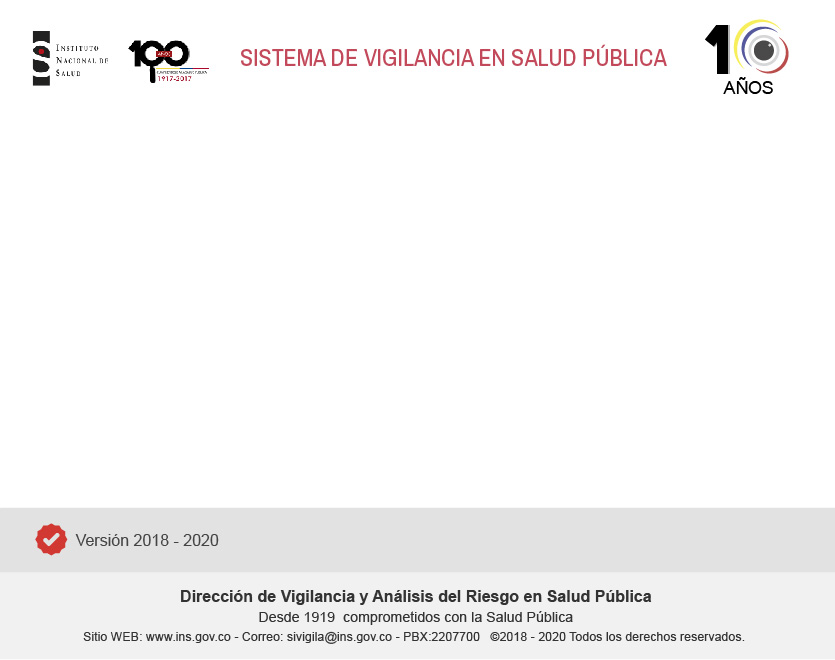 INSTITUTO
NACIONAL DE
SALUD
100
AÑOS
1917-2017
SISTEMA DE VIGILANCIA EN SALUD PÚBLICA
10
AÑOS
Versión 2018 - 2020
Dirección de Vigilancia y Análisis del Riesgo en Salud Pública
Desde 1919 comprometidos con la Salud Pública
Sitio WEB: www.ins.gov.co - Correo: sivigila@ins.gov.co - PBX:2207700 ©2018 - 2020 Todos los derechos reservados.